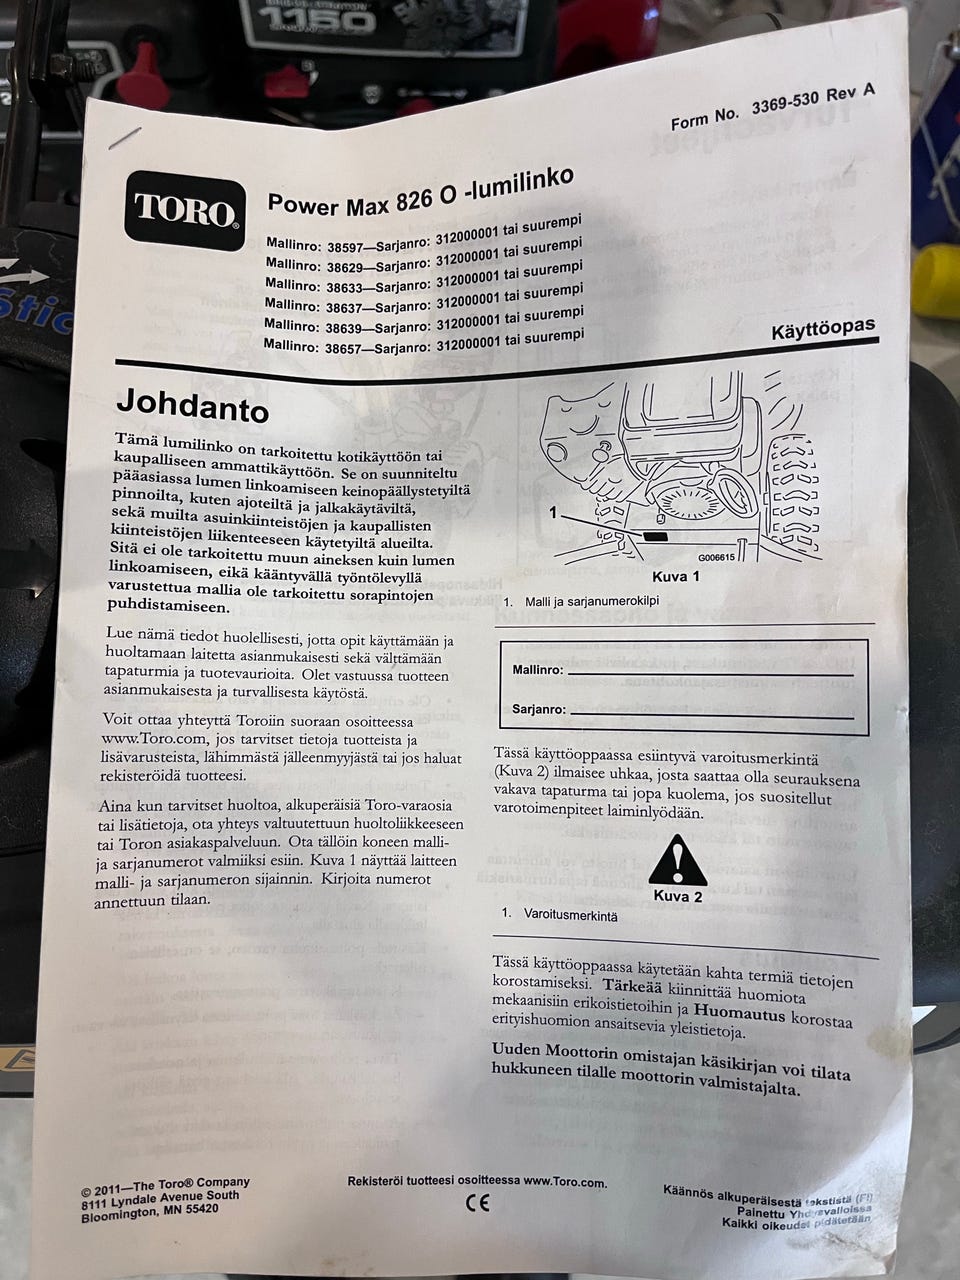 1150
Stic
Form No. 3369-530 Rev A
TORO®
Power Max 826 O -lumilinko
Mallinro: 38597—Sarjanro: 312000001 tai suurempi
Mallinro: 38629—Sarjanro: 312000001 tai suurempi
Mallinro: 38633—Sarjanro: 312000001 tai suurempi
Mallinro: 38637—Sarjanro: 312000001 tai suurempi
Mallinro: 38639—Sarjanro: 312000001 tai suurempi
Mallinro: 38657—Sarjanro: 312000001 tai suurempi
Käyttöopas
Johdanto
Tämä lumilinko on tarkoitettu kotikäyttöön tai
kaupalliseen ammattikäyttöön. Se on suunniteltu
pääasiassa lumen linkoamiseen keinopäällystetyiltä
pinnoilta, kuten ajoteiltä ja jalkakäytäviltä,
sekä muilta asuinkiinteistöjen ja kaupallisten
kiinteistöjen liikenteeseen käytetyiltä alueilta.
Sitä ei ole tarkoitettu muun aineksen kuin lumen
linkoamiseen, eikä kääntyvällä työntölevyllä
varustettua mallia ole tarkoitettu sorapintojen
puhdistamiseen.
Lue nämä tiedot huolellisesti, jotta opit käyttämään ja
huoltamaan laitetta asianmukaisesti sekä välttämään
tapaturmia ja tuotevaurioita. Olet vastuussa tuotteen
asianmukaisesta ja turvallisesta käytöstä.
Voit ottaa yhteyttä Toroiin suoraan osoitteessa
www.Toro.com, jos tarvitset tietoja tuotteista ja
lisävarusteista, lähimmästä jälleenmyyjästä tai jos haluat
rekisteröidä tuotteesi.
Aina kun tarvitset huoltoa, alkuperäisiä Toro-varaosia
tai lisätietoja, ota yhteys valtuutettuun huoltoliikkeeseen
tai Toron asiakaspalveluun. Ota tällöin koneen malli-
ja sarjanumerot valmiiksi esiin. Kuva 1 näyttää laitteen
malli- ja sarjanumeron sijainnin. Kirjoita numerot
annettuun tilaan.
1
G006615
Kuva 1
1. Malli ja sarjanumerokilpi
Mallinro:
Sarjanro:
Tässä käyttöoppaassa esiintyvä varoitusmerkintä
(Kuva 2) ilmaisee uhkaa, josta saattaa olla seurauksena
vakava tapaturma tai jopa kuolema, jos suositellut
varotoimenpiteet laiminlyödään.
Kuva 2
1. Varoitusmerkintä
Tässä käyttöoppaassa käytetään kahta termiä tietojen
korostamiseksi. Tärkeää kiinnittää huomiota
mekaanisiin erikoistietoihin ja Huomautus korostaa
erityishuomion ansaitsevia yleistietoja.
Uuden Moottorin omistajan käsikirjan voi tilata
hukkuneen tilalle moottorin valmistajalta.
© 2011—The Toro® Company
8111 Lyndale Avenue South
Bloomington, MN 55420
Rekisteröi tuotteesi osoitteessa www.Toro.com.
CE
Käännös alkuperäisestä tekstistä (FI)
Painettu Yhdysvalloissa
Kaikki oikeudet pidätetään